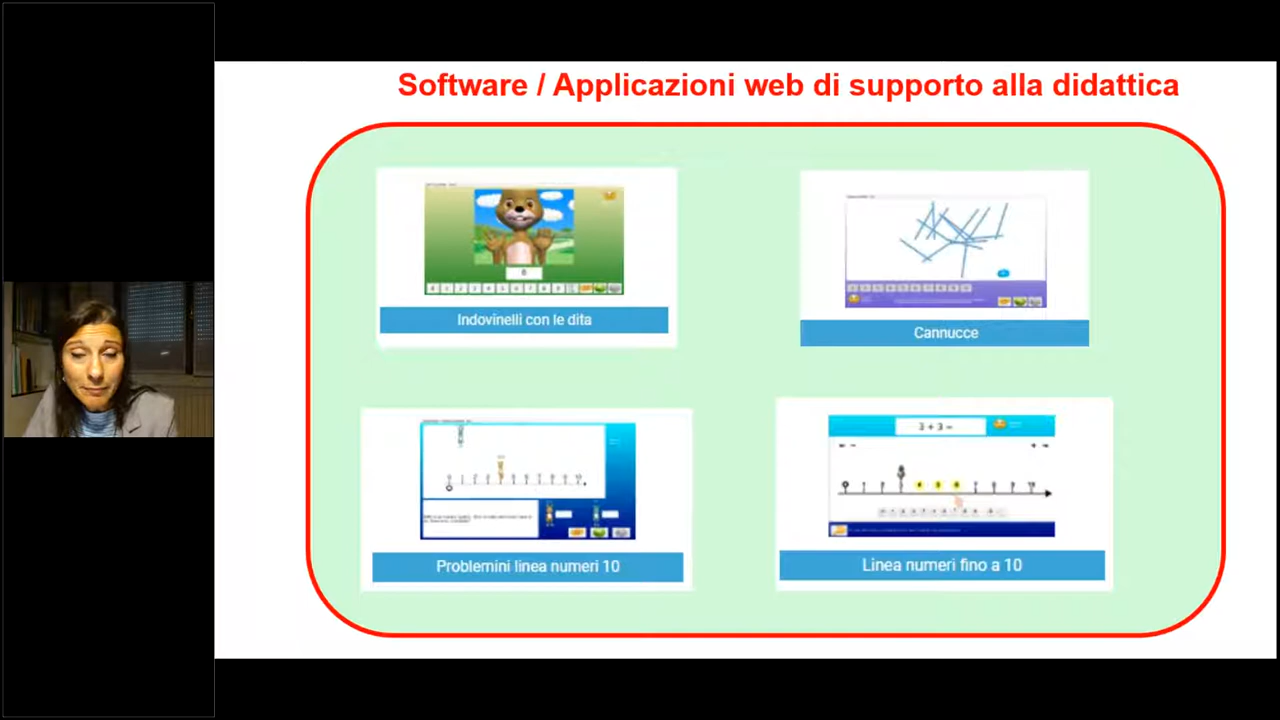 Software / Applicazioni web di supporto alla didattica
Indovinelli con le dita
Cannucce
3 + 3 =
Problemini linea numeri 10
Linea numeri fino a 10